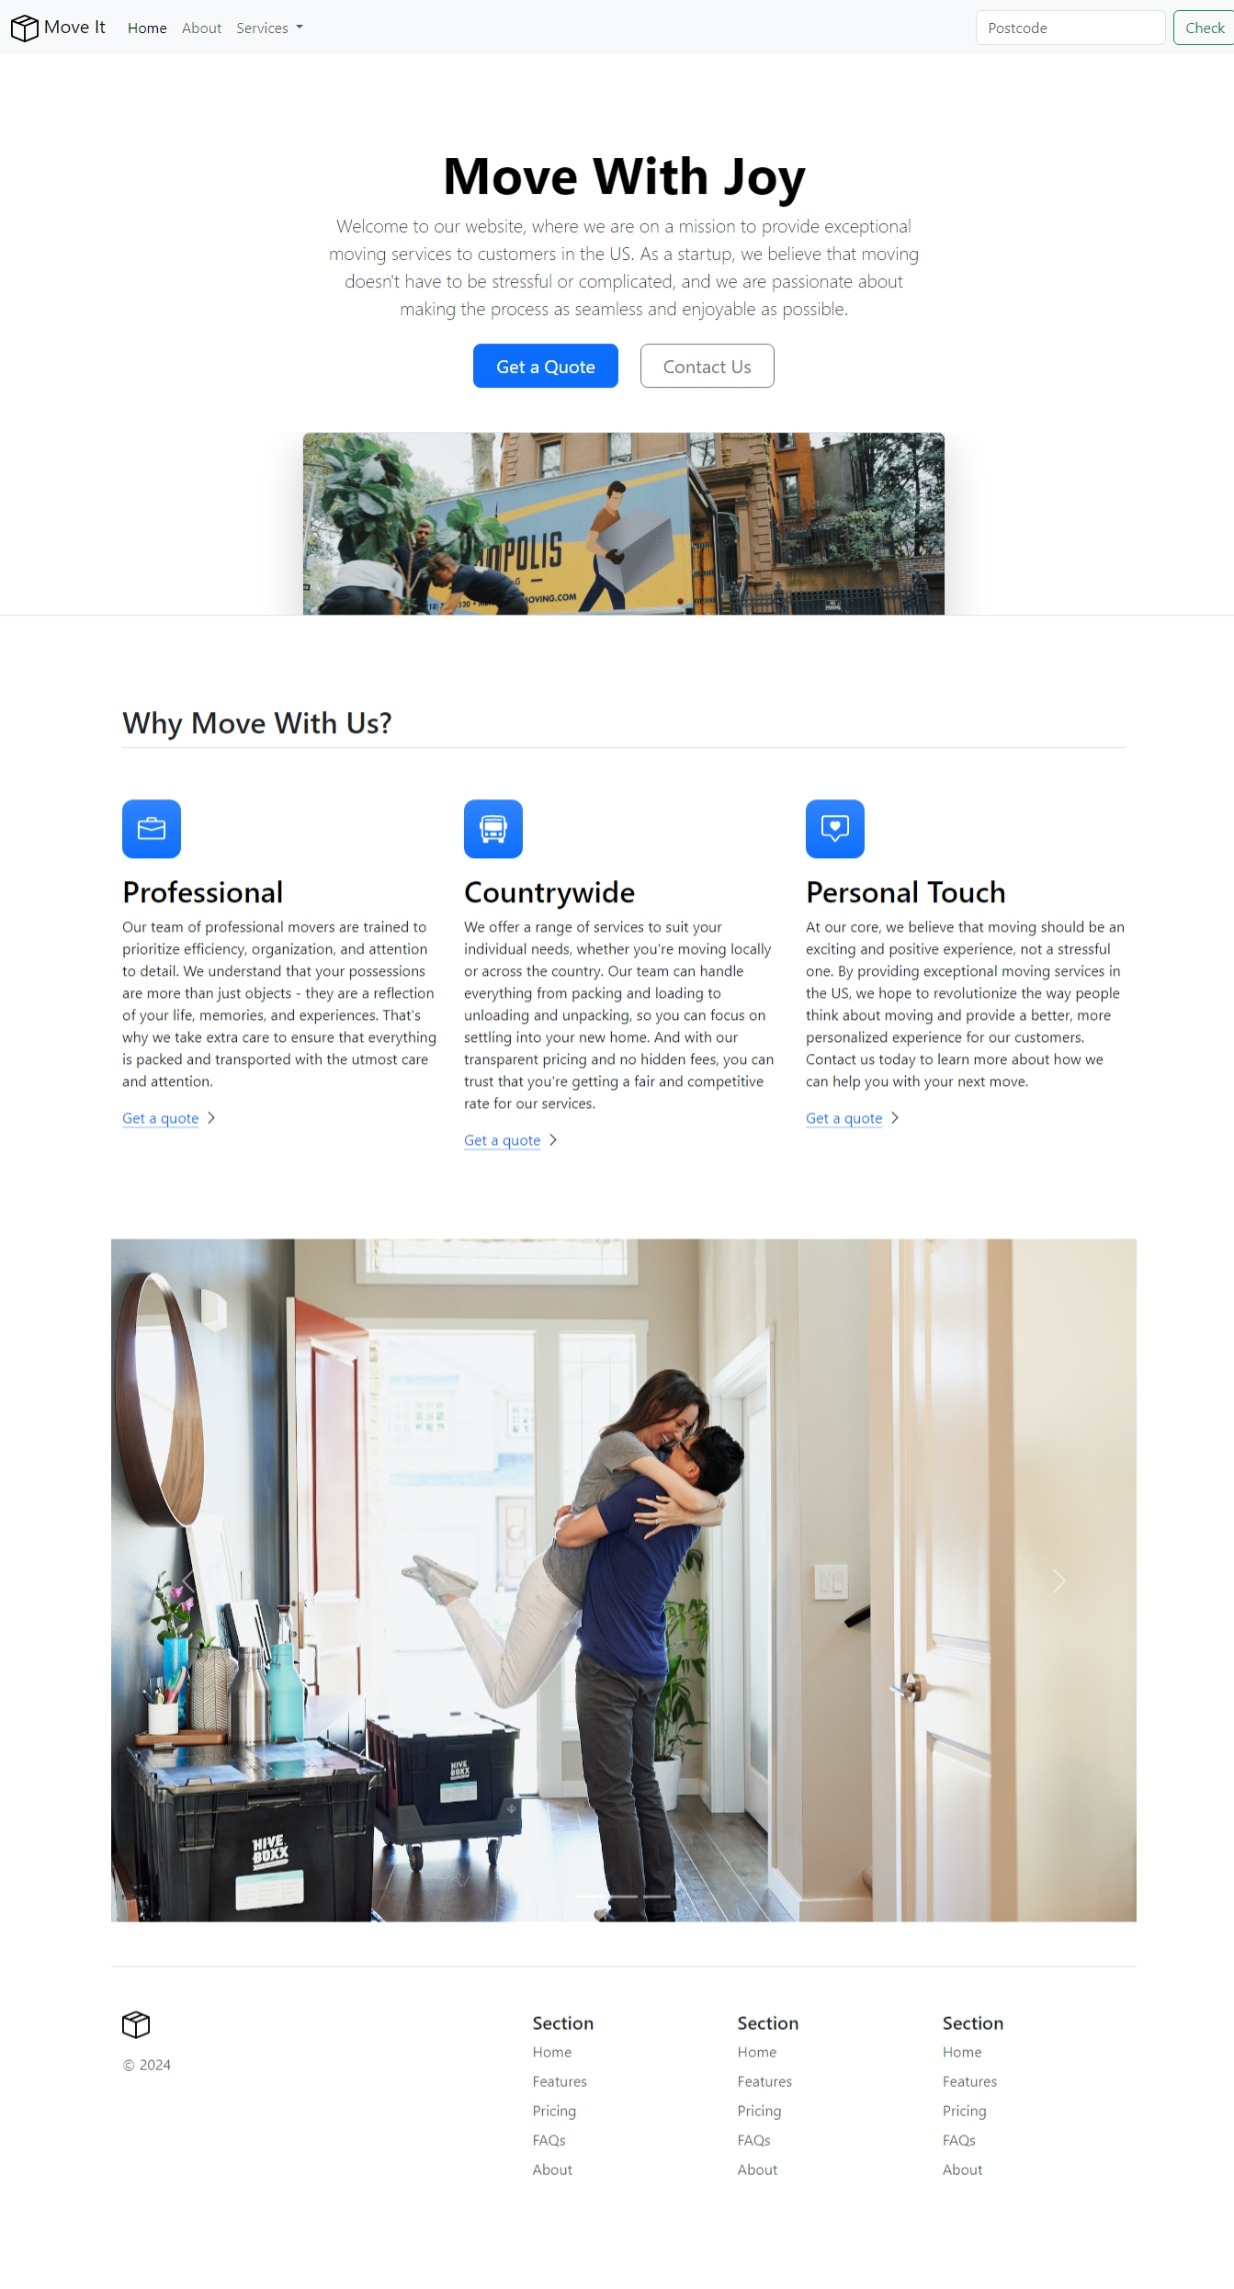 Move It Home About Services Postcode Check
Move With Joy
Welcome to our website, where we are on a mission to provide exceptional
moving services to customers in the US. As a startup, we believe that moving
doesn't have to be stressful or complicated, and we are passionate about
making the process as seamless and enjoyable as possible.
Get a Quote Contact Us
POLIS
OVING.COM
Why Move With Us?
Professional
Our team of professional movers are trained to
prioritize efficiency, organization, and attention
to detail. We understand that your possessions
are more than just objects - they are a reflection
of your life, memories, and experiences. That's
why we take extra care to ensure that everything
is packed and transported with the utmost care
and attention.
Get a quote
Countrywide
We offer a range of services to suit your
individual needs, whether you're moving locally
or across the country. Our team can handle
everything from packing and loading to
unloading and unpacking, so you can focus on
settling into your new home. And with our
transparent pricing and no hidden fees, you can
trust that you're getting a fair and competitive
rate for our services.
Get a quote
Personal Touch
At our core, we believe that moving should be an
exciting and positive experience, not a stressful
one. By providing exceptional moving services in
the US, we hope to revolutionize the way people
think about moving and provide a better, more
personalized experience for our customers.
Contact us today to learn more about how we
can help you with your next move.
Get a quote
HIVE
BOXX
HIVE
BOXX
© 2024
Section
Home
Features
Pricing
FAQs
About
Section
Home
Features
Pricing
FAQs
About
Section
Home
Features
Pricing
FAQs
About